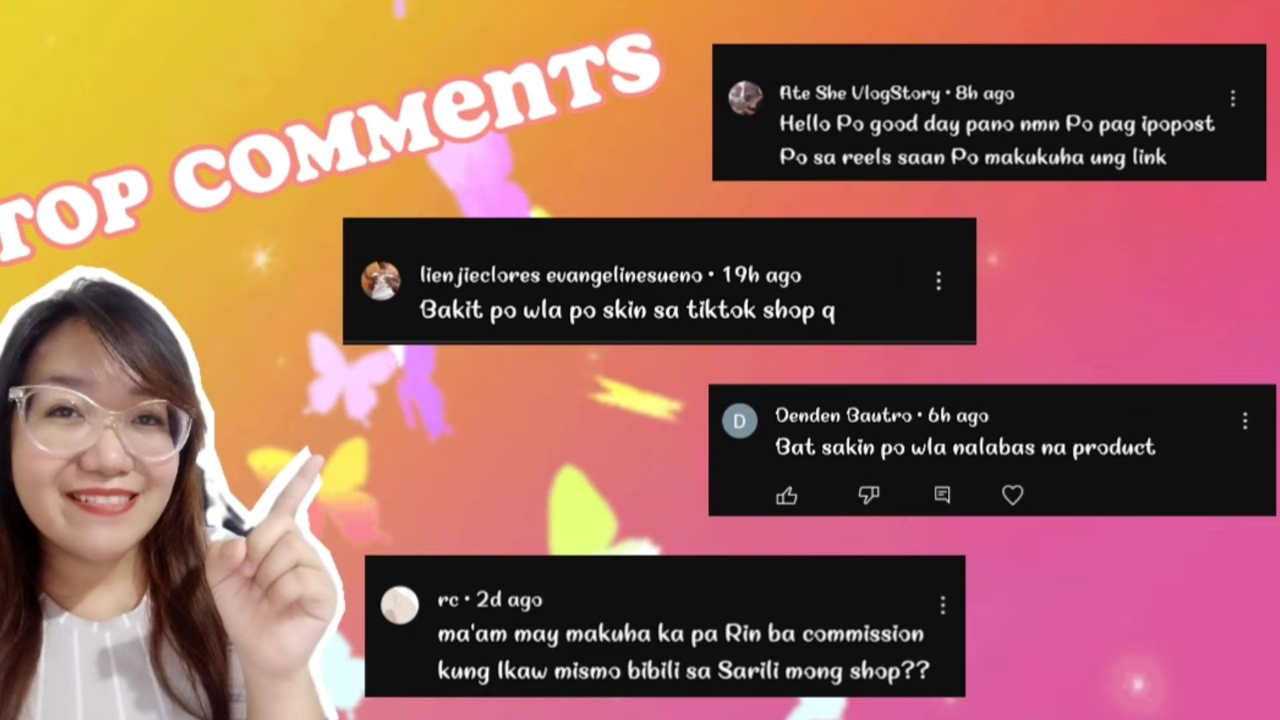 TOP COMMENTS
Ate She VlogStory • 8h ago
Hello Po good day pano nmn Po pag ipopost
Po sa reels saan Po makukuha ung link
lienjieclores evangelinesueno • 19h ago
Bakit po wla po skin sa tiktok shop q
D
Denden Bautro • 6h ago
Bat sakin po wla nalabas na product
rc • 2d ago
ma'am may makuha ka pa Rin ba commission
kung Ikaw mismo bibili sa Sarili mong shop??